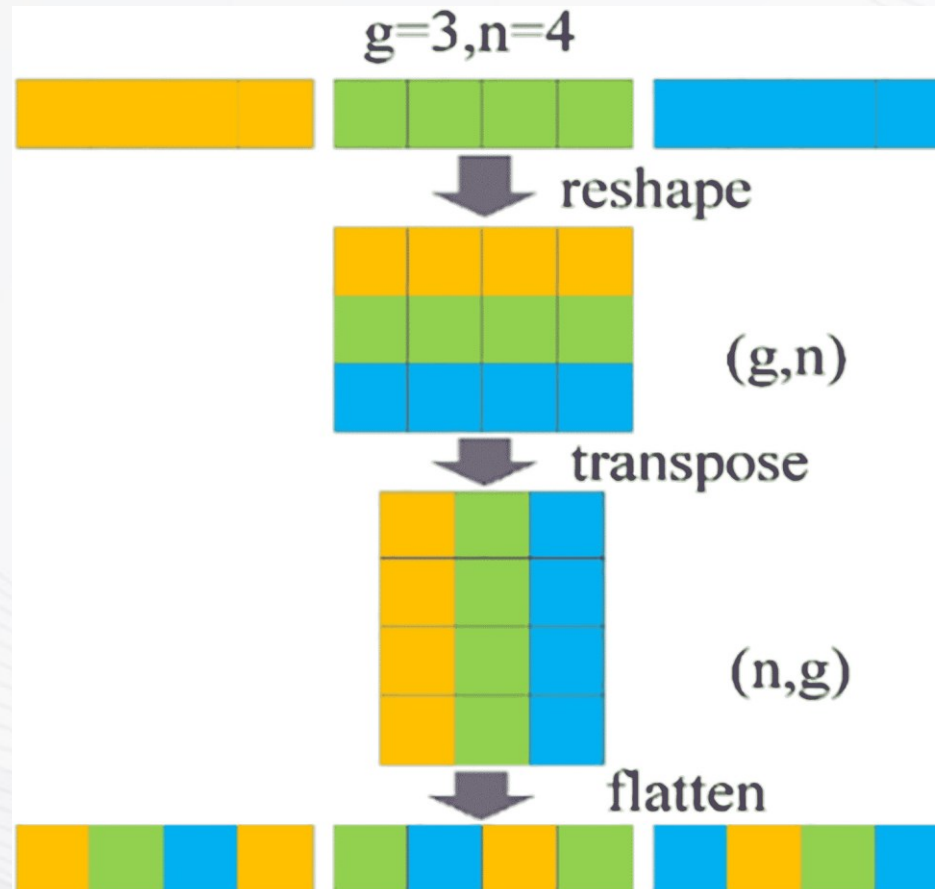 g=3,n=4
reshape
(g,n)
transpose
(n,g)
flatten